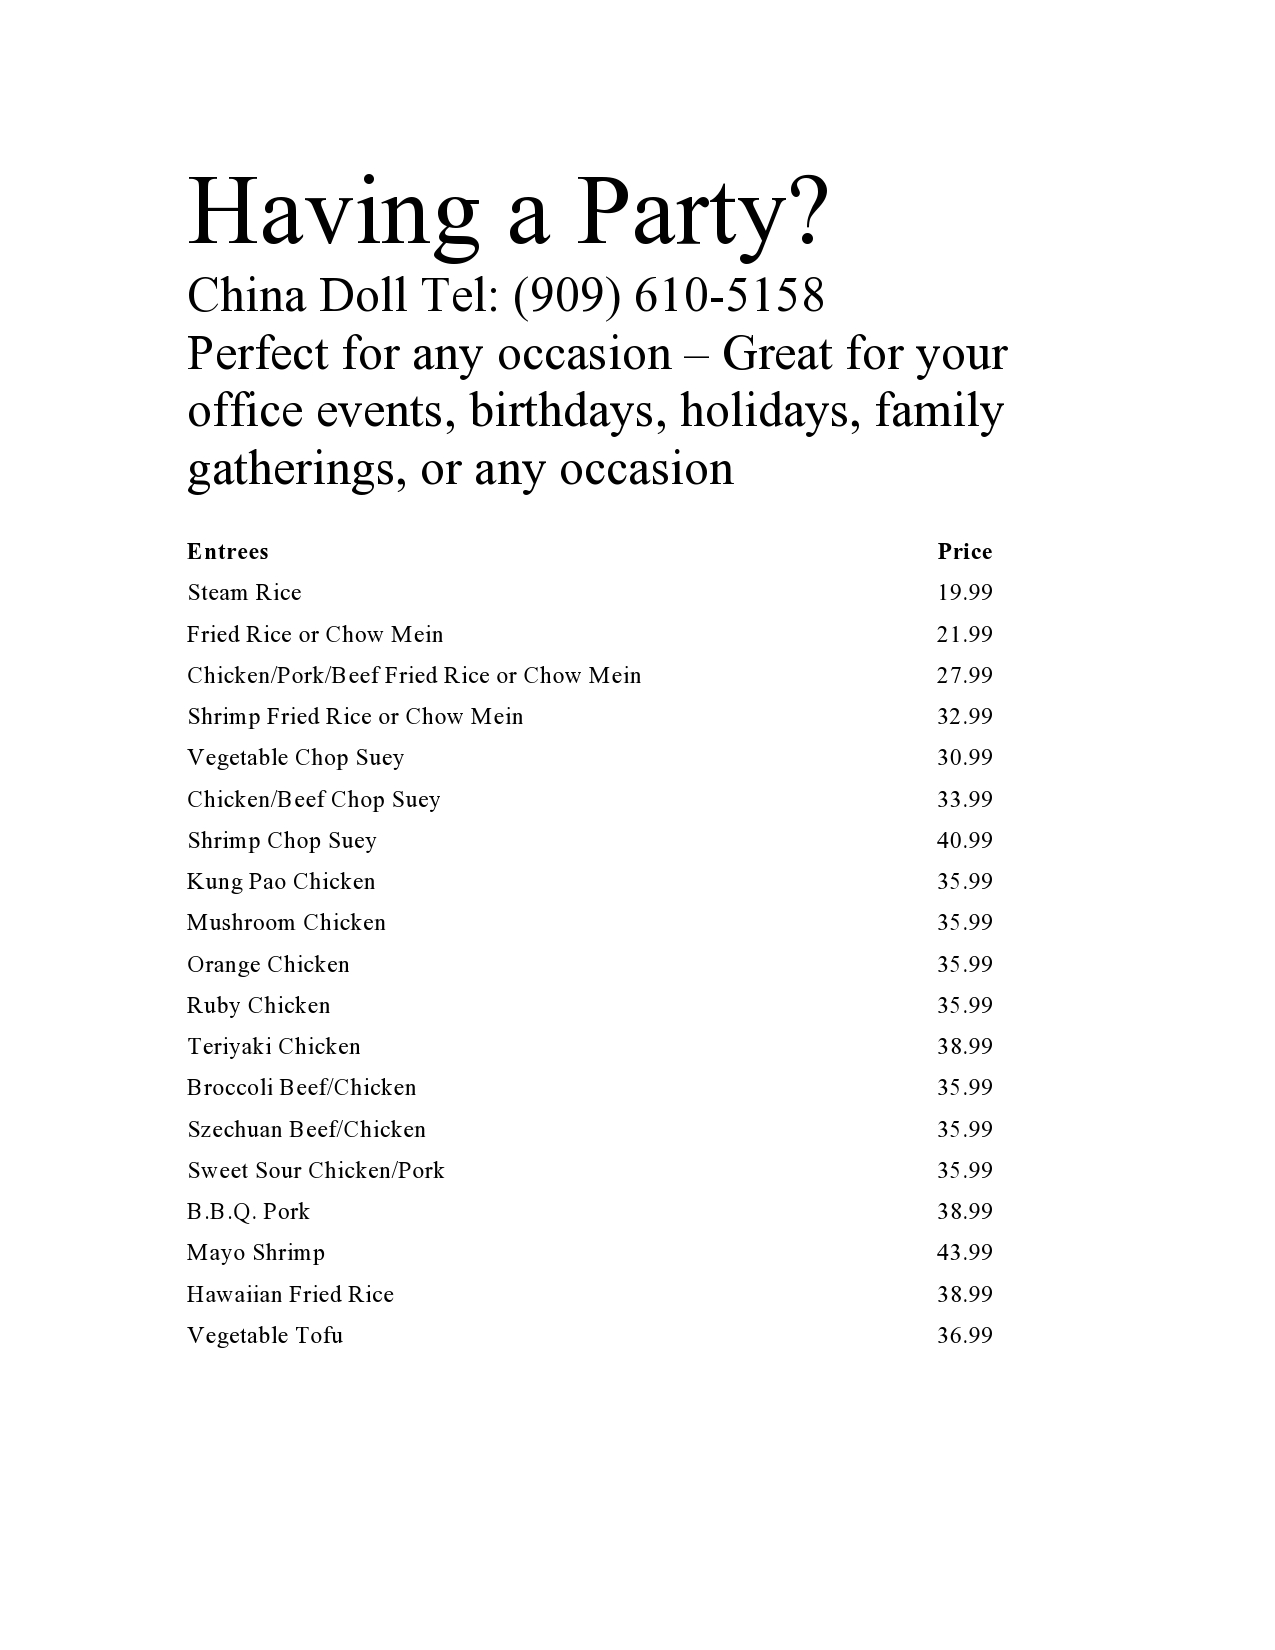 Having a Party?
China Doll Tel: (909) 610-5158
Perfect for any occasion – Great for your
office events, birthdays, holidays, family
gatherings, or any occasion
Entrees Price
Steam Rice 19.99
Fried Rice or Chow Mein 21.99
Chicken/Pork/Beef Fried Rice or Chow Mein 27.99
Shrimp Fried Rice or Chow Mein 32.99
Vegetable Chop Suey 30.99
Chicken/Beef Chop Suey 33.99
Shrimp Chop Suey 40.99
Kung Pao Chicken 35.99
Mushroom Chicken 35.99
Orange Chicken 35.99
Ruby Chicken 35.99
Teriyaki Chicken 38.99
Broccoli Beef/Chicken 35.99
Szechuan Beef/Chicken 35.99
Sweet Sour Chicken/Pork 35.99
B.B.Q. Pork 38.99
Mayo Shrimp 43.99
Hawaiian Fried Rice 38.99
Vegetable Tofu 36.99